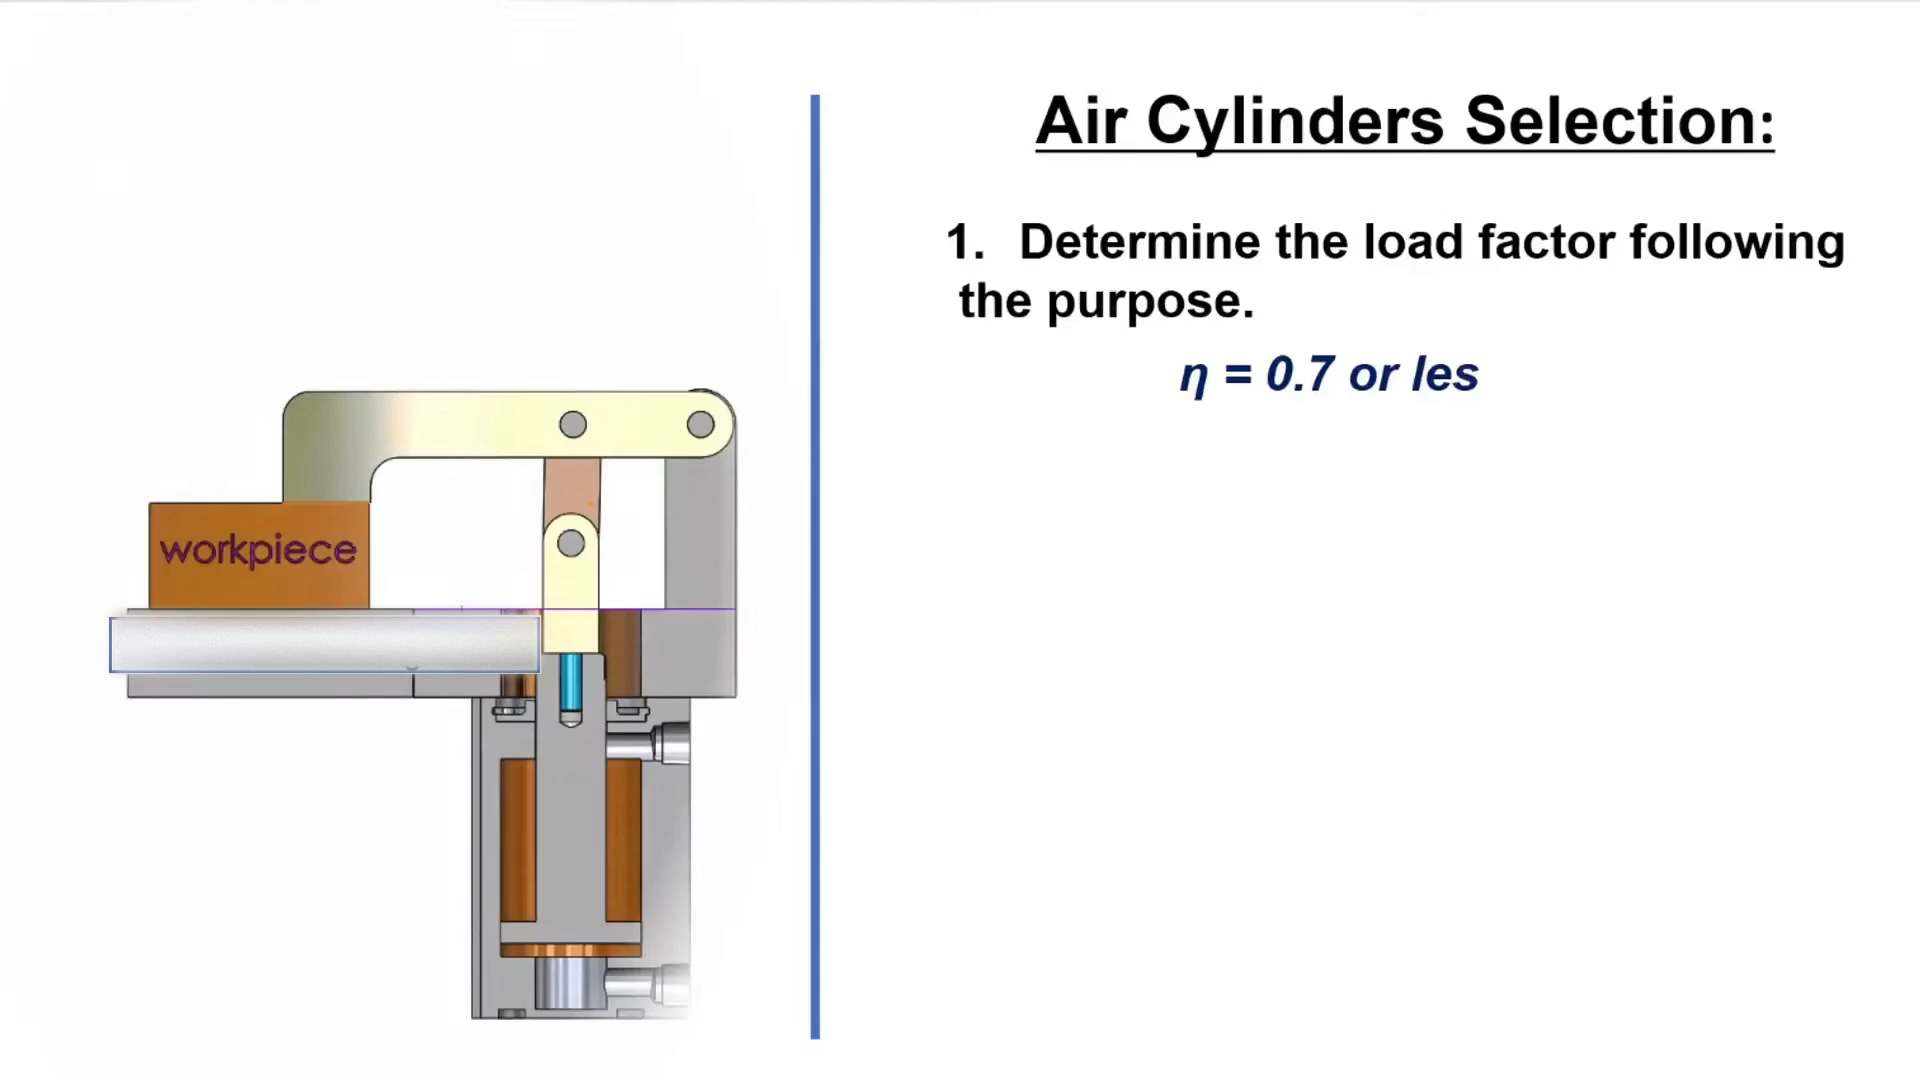 Air Cylinders Selection:
1. Determine the load factor following
the purpose.
η = 0.7 or les
workpiece